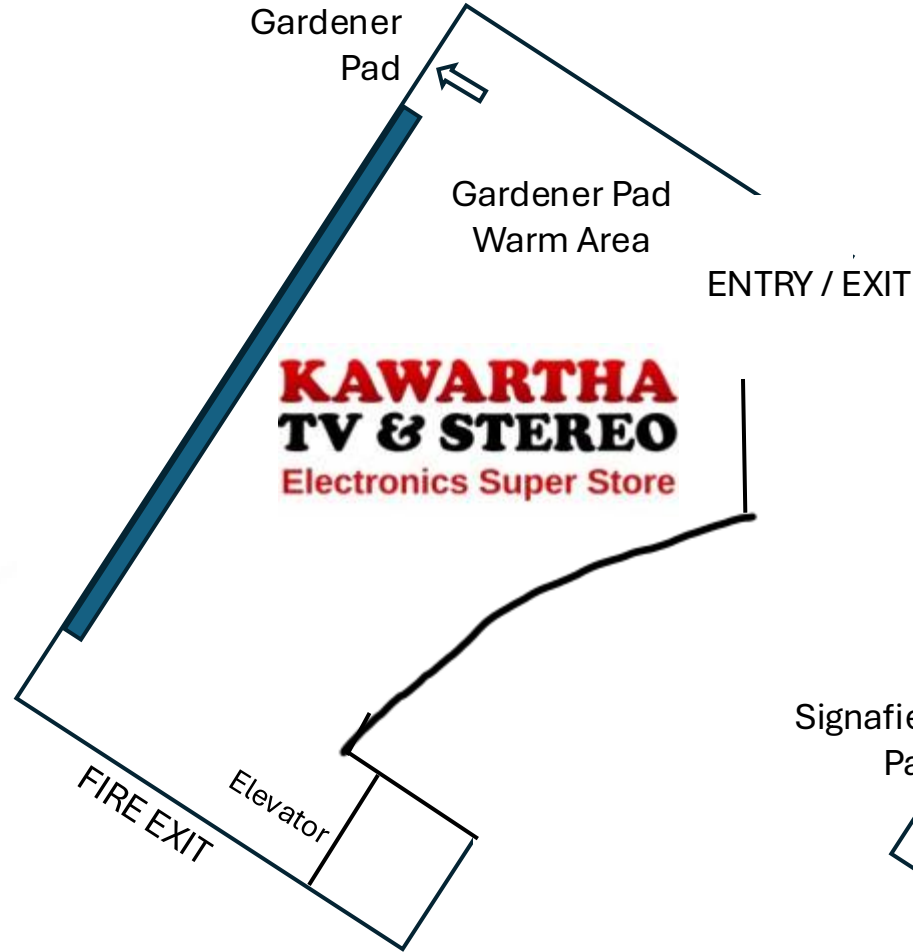 Gardener
Pad
Gardener Pad
Warm Area
ENTRY / EXIT
KAWARTHA
TV & STEREO
Electronics Super Store
Elevator
FIRE EXIT